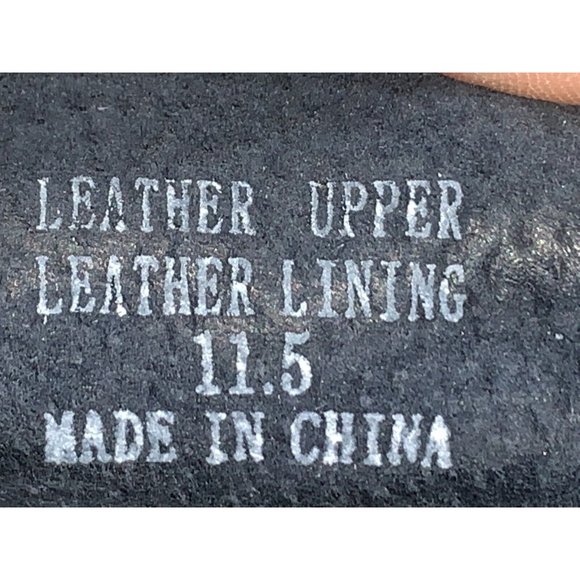 LEATHER UPPER
LEATHER LINING
11.5
MADE IN CHINA